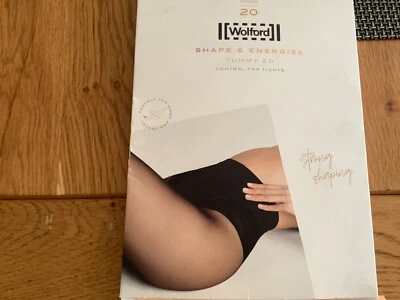 20
[Wolford]
SHAPE & ENERGIZE
TUMMY 20
CONTROL TOP TIGHTS
strong
shaping